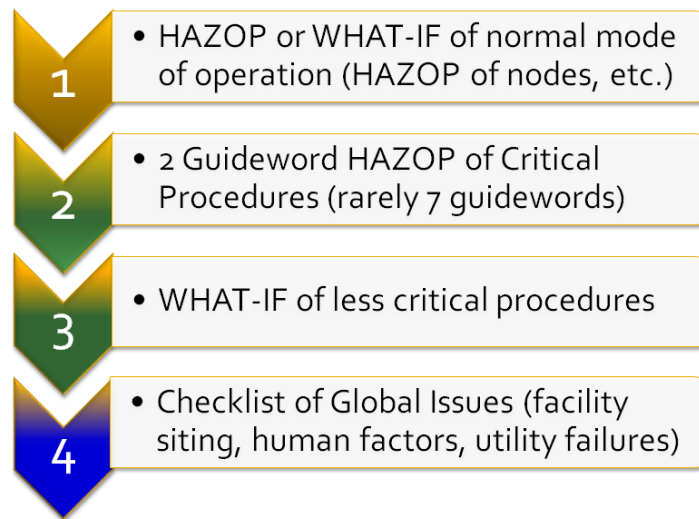 1
• HAZOP or WHAT-IF of normal mode
of operation (HAZOP of nodes, etc.)
2
• 2 Guideword HAZOP of Critical
Procedures (rarely 7 guidewords)
3
• WHAT-IF of less critical procedures
4
• Checklist of Global Issues (facility
siting, human factors, utility failures)